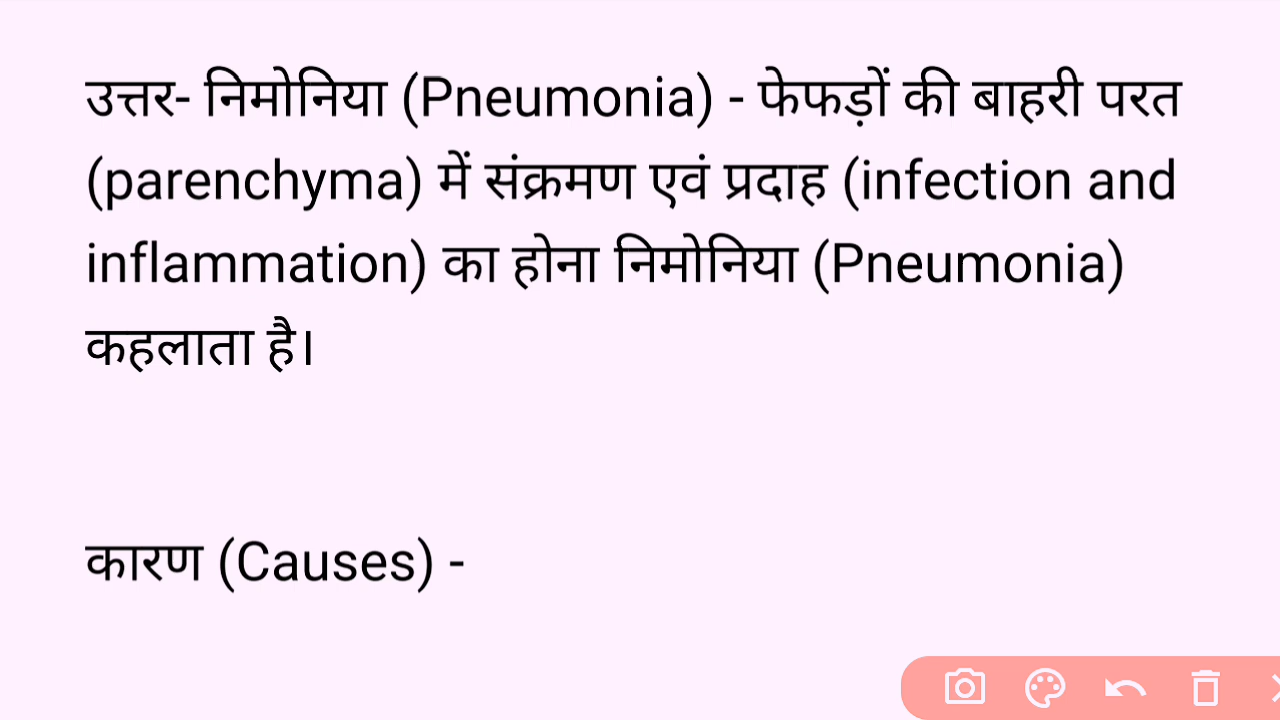 उत्तर- निमोनिया (Pneumonia) - फेफड़ों की बाहरी परत
(parenchyma) में संक्रमण एवं प्रदाह (infection and
inflammation) का होना निमोनिया (Pneumonia)
कहलाता है।
कारण (Causes) -